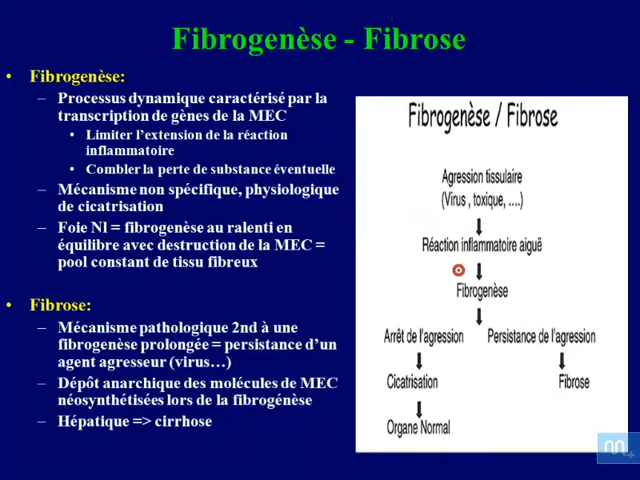 Fibrogenèse - Fibrose
• Fibrogenèse:
– Processus dynamique caractérisé par la
transcription de gènes de la MEC
• Limiter l'extension de la réaction
inflammatoire
• Combler la perte de substance éventuelle
– Mécanisme non spécifique, physiologique
de cicatrisation
– Foie Nl = fibrogenèse au ralenti en
équilibre avec destruction de la MEC =
pool constant de tissu fibreux
• Fibrose:
– Mécanisme pathologique 2nd à une
fibrogenèse prolongée = persistance d'un
agent agresseur (virus…)
– Dépôt anarchique des molécules de MEC
néosynthétisées lors de la fibrogénèse
– Hépatique => cirrhose
Fibrogenèse / Fibrose
Agression tissulaire
(Virus , toxique, ....)
Réaction inflammatoire aiguë
Fibrogenèse
Arrêt de l'agression Persistance de l'agression
Cicatrisation Fibrose
Organe Normal